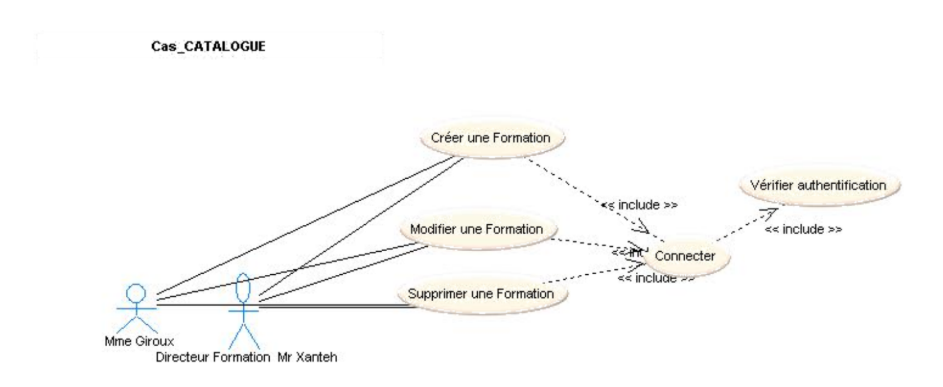 Cas_CATALOGUE
Créer une Formation
Vérifier authentification
<< include >>
<< include >>
Modifier une Formation
Connecter
<< include >>
Supprimer une Formation
Mme Giroux
Directeur Formation Mr Xanteh